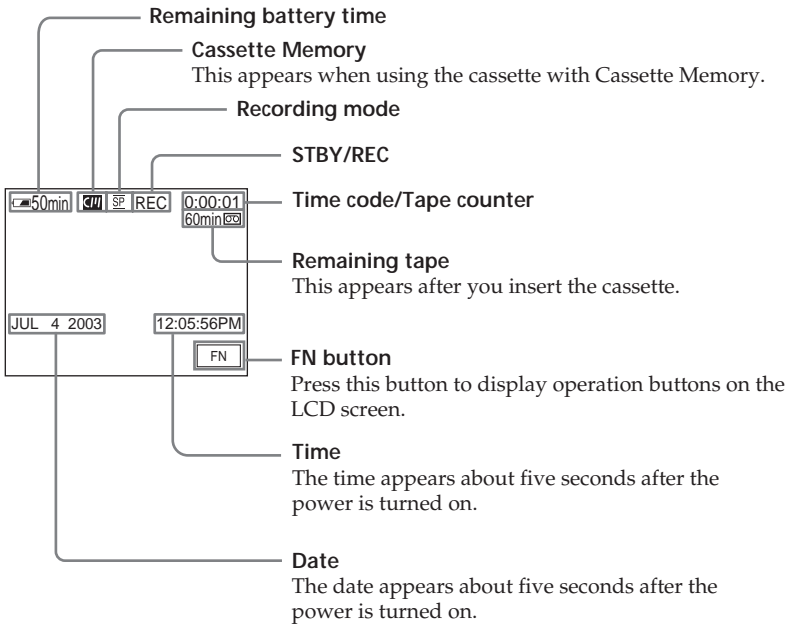 Remaining battery time
Cassette Memory
This appears when using the cassette with Cassette Memory.
Recording mode
STBY/REC
50min SP REC 0:00:01
Time code/Tape counter
60min
Remaining tape
This appears after you insert the cassette.
JUL 4 2003 12:05:56PM
FN
FN button
Press this button to display operation buttons on the
LCD screen.
Time
The time appears about five seconds after the
power is turned on.
Date
The date appears about five seconds after the
power is turned on.